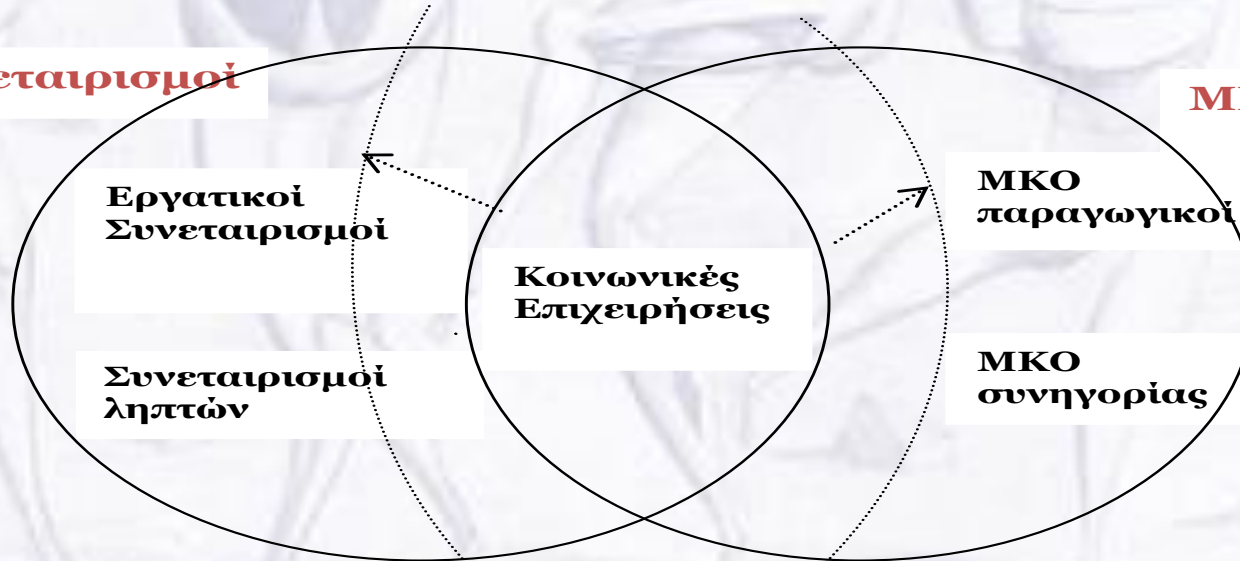 εταιρισμοί
Μ
Εργατικοί
Συνεταιρισμοί
ΜΚΟ
παραγωγικοί
Κοινωνικές
Επιχειρήσεις
Συνεταιρισμοί
ληπτών
ΜΚΟ
συνηγορίας